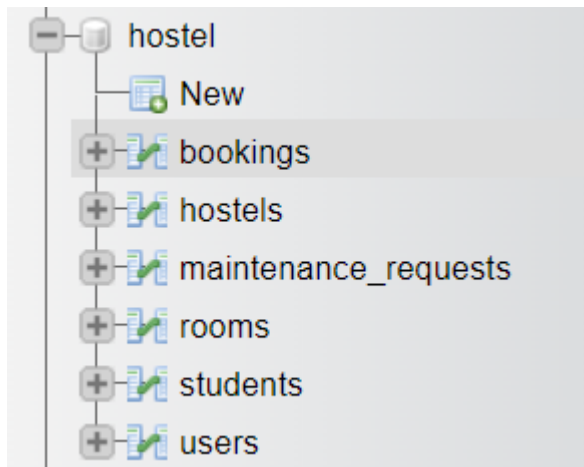 hostel
New
bookings
hostels
maintenance_requests
rooms
students
users